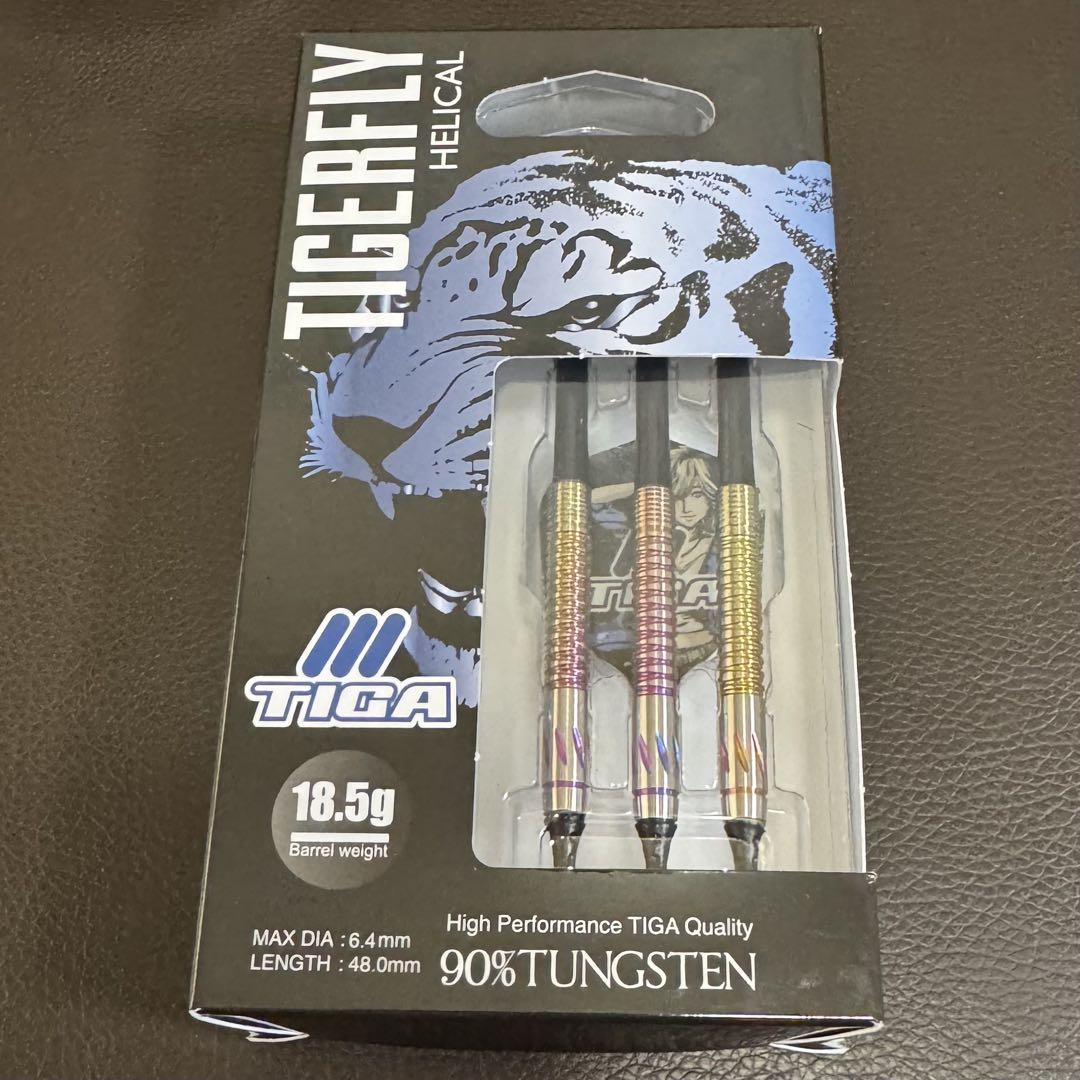 TIGERFLY
HELICAL
TIGA
TIGA
18.5g
Barrel weight
MAX DIA : 6.4mm
LENGTH : 48.0mm
High Performance TIGA Quality
90%TUNGSTEN